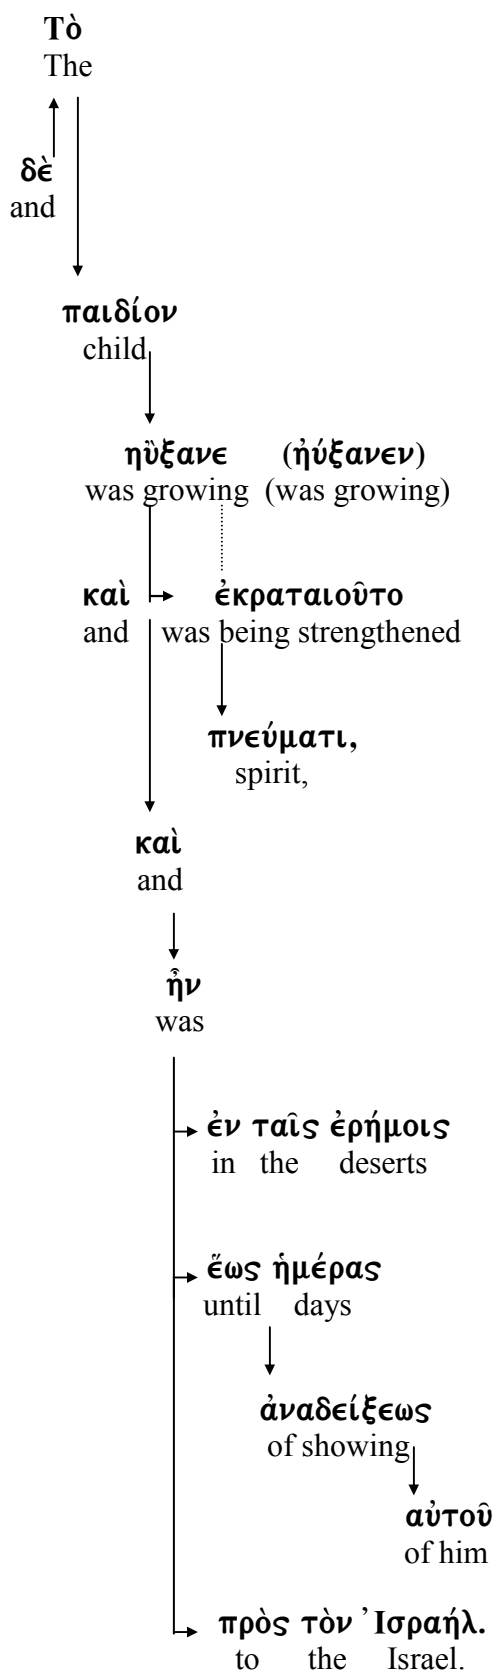 Τὸ
The
δὲ
and
παιδίον
child
ηὒξανε (ἠύξανεν)
was growing (was growing)
καὶ ἐκραταιοῦτο
and was being strengthened
πνεύματι,
spirit,
καὶ
and
ἦν
was
ἐν ταῖς ἐρήμοις
in the deserts
ἕως ἡμέρας
until days
ἀναδείξεως
of showing
αὐτοῦ
of him
πρὸς τὸν Ἰσραήλ.
to the Israel.